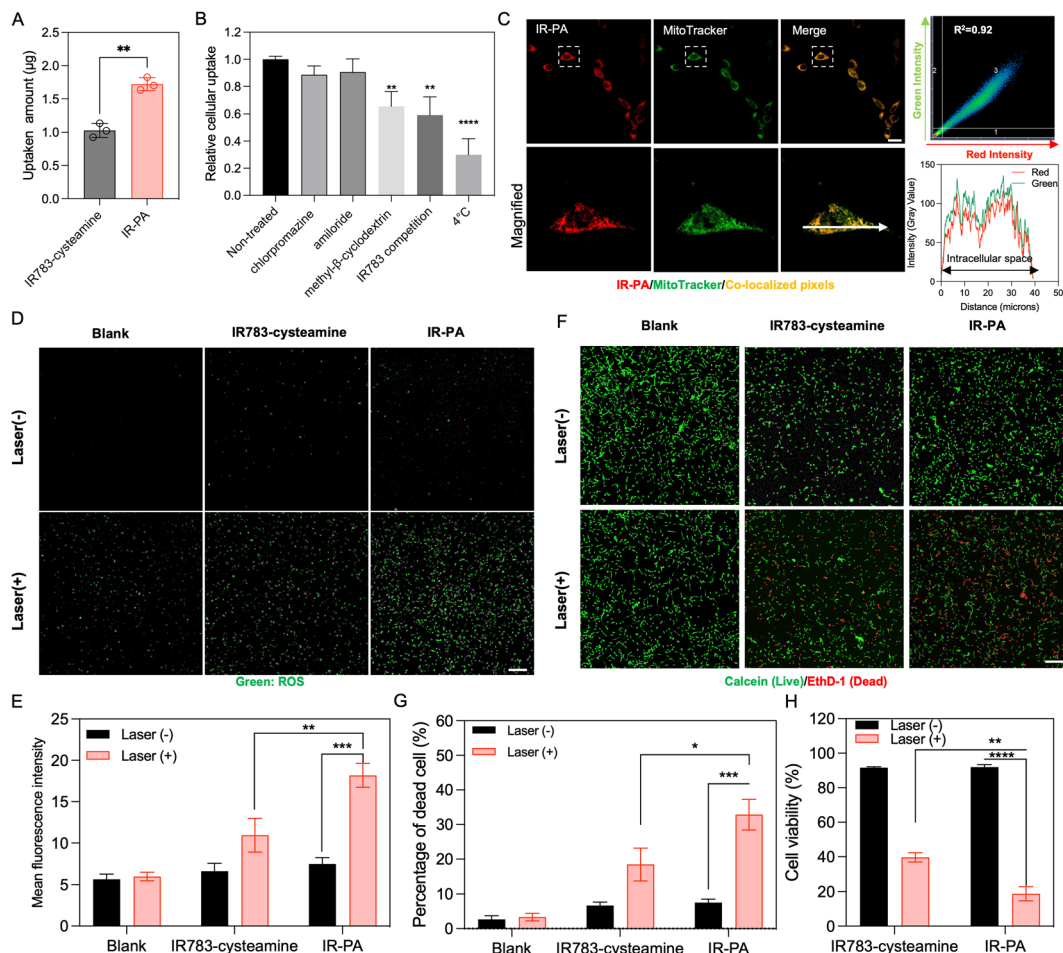 A
Uptaken amount (µg)
2.5
2.0
1.5
1.0
0.5
0.0
**
IR783-cysteamine
IR-PA
B
Relative cellular uptake
1.4
1.2
1.0
0.8
0.6
0.4
0.2
0.0
**
**
****
Non-treated
chlorpromazine
amiloride
methyl-β-cyclodextrin
IR783 competition
4°C
C
IR-PA
MitoTracker
Merge
Magnified
IR-PA/MitoTracker/Co-localized pixels
Green Intensity
R²=0.92
2
3
1
Red Intensity
Intensity (Gray Value)
150
100
50
0
Red
Green
Intracellular space
0 10 20 30 40 50
Distance (microns)
D
Blank
IR783-cysteamine
IR-PA
Laser(-)
Laser(+)
Green: ROS
F
Blank
IR783-cysteamine
IR-PA
Laser(-)
Laser(+)
Calcein (Live)/EthD-1 (Dead)
E
Mean fluorescence intensity
25
20
15
10
5
0
Laser (-)
Laser (+)
**
***
Blank
IR783-cysteamine
IR-PA
G
Percentage of dead cell (%)
60
50
40
30
20
10
0
Laser (-)
Laser (+)
*
***
Blank
IR783-cysteamine
IR-PA
H
Cell viability (%)
120
100
80
60
40
20
0
Laser (-)
Laser (+)
**
****
IR783-cysteamine
IR-PA